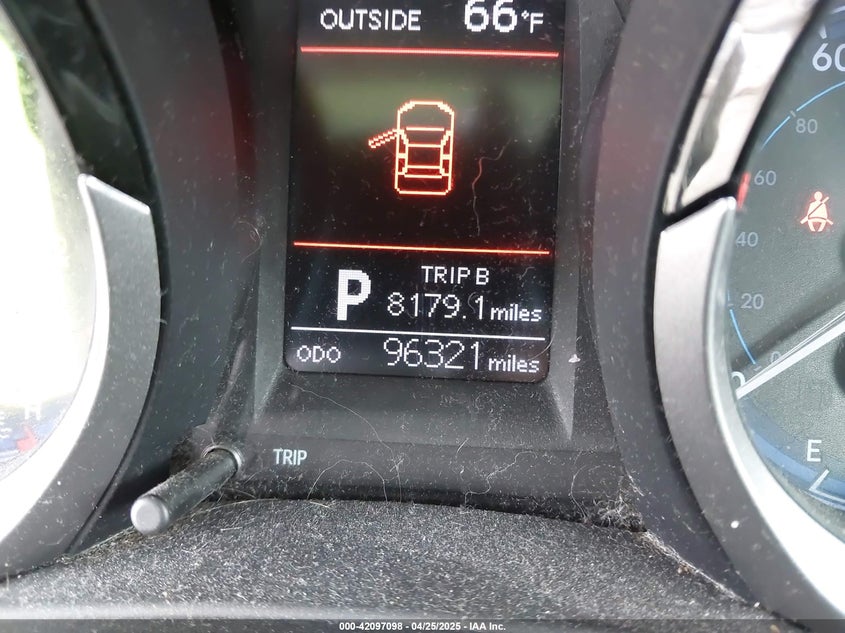 OUTSIDE 66°F
P
TRIP B
8179.1 miles
ODO 96321 miles
TRIP
60
80
60
40
20
0
0
E
000-42097098 - 04/25/2025 - IAA Inc.